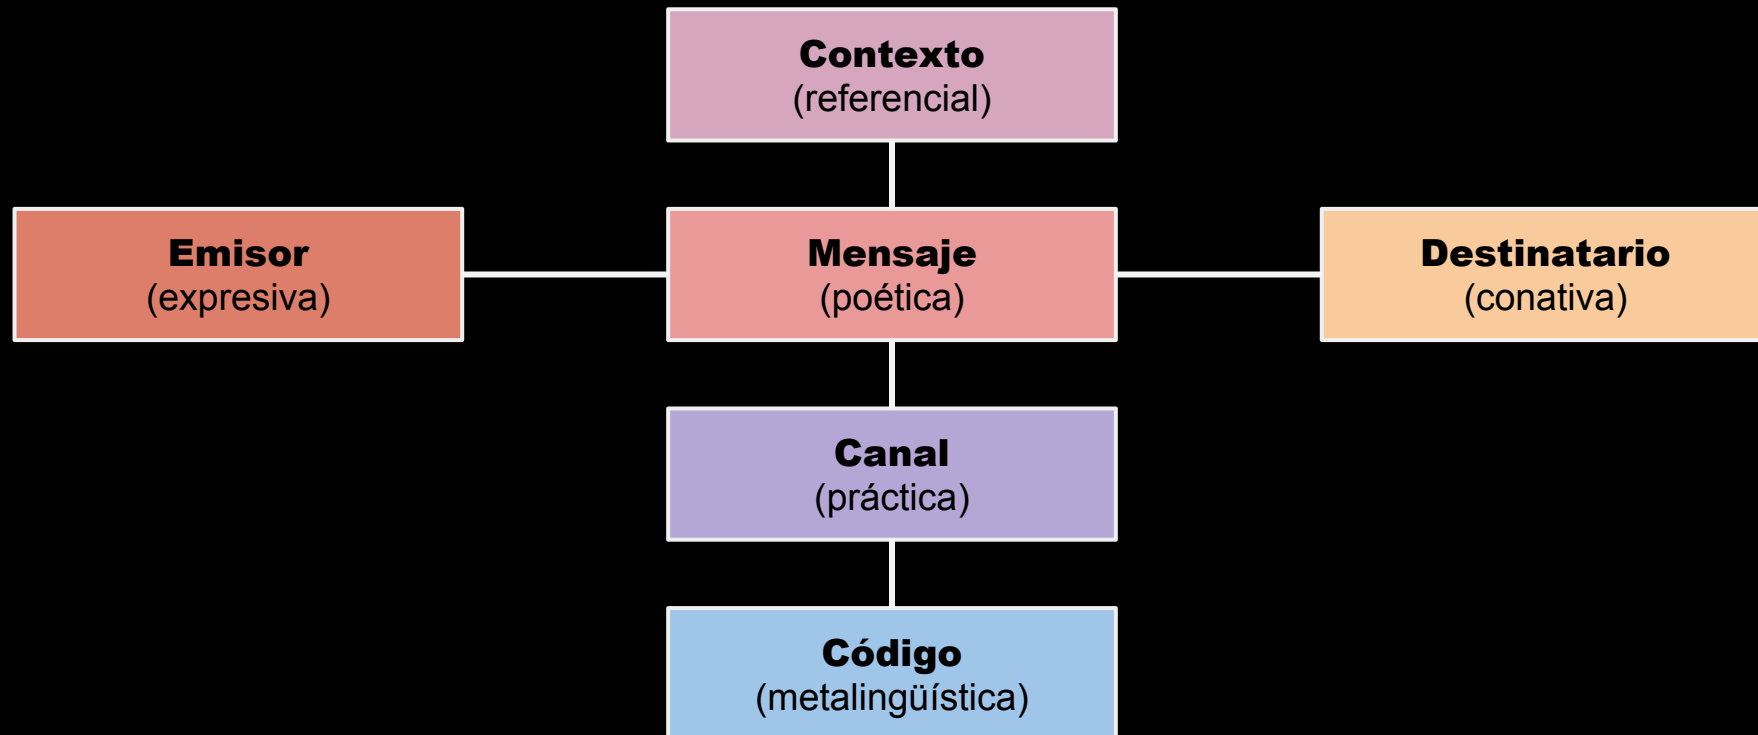 Contexto
(referencial)
Emisor
(expresiva)
Mensaje
(poética)
Destinatario
(conativa)
Canal
(práctica)
Código
(metalingüística)